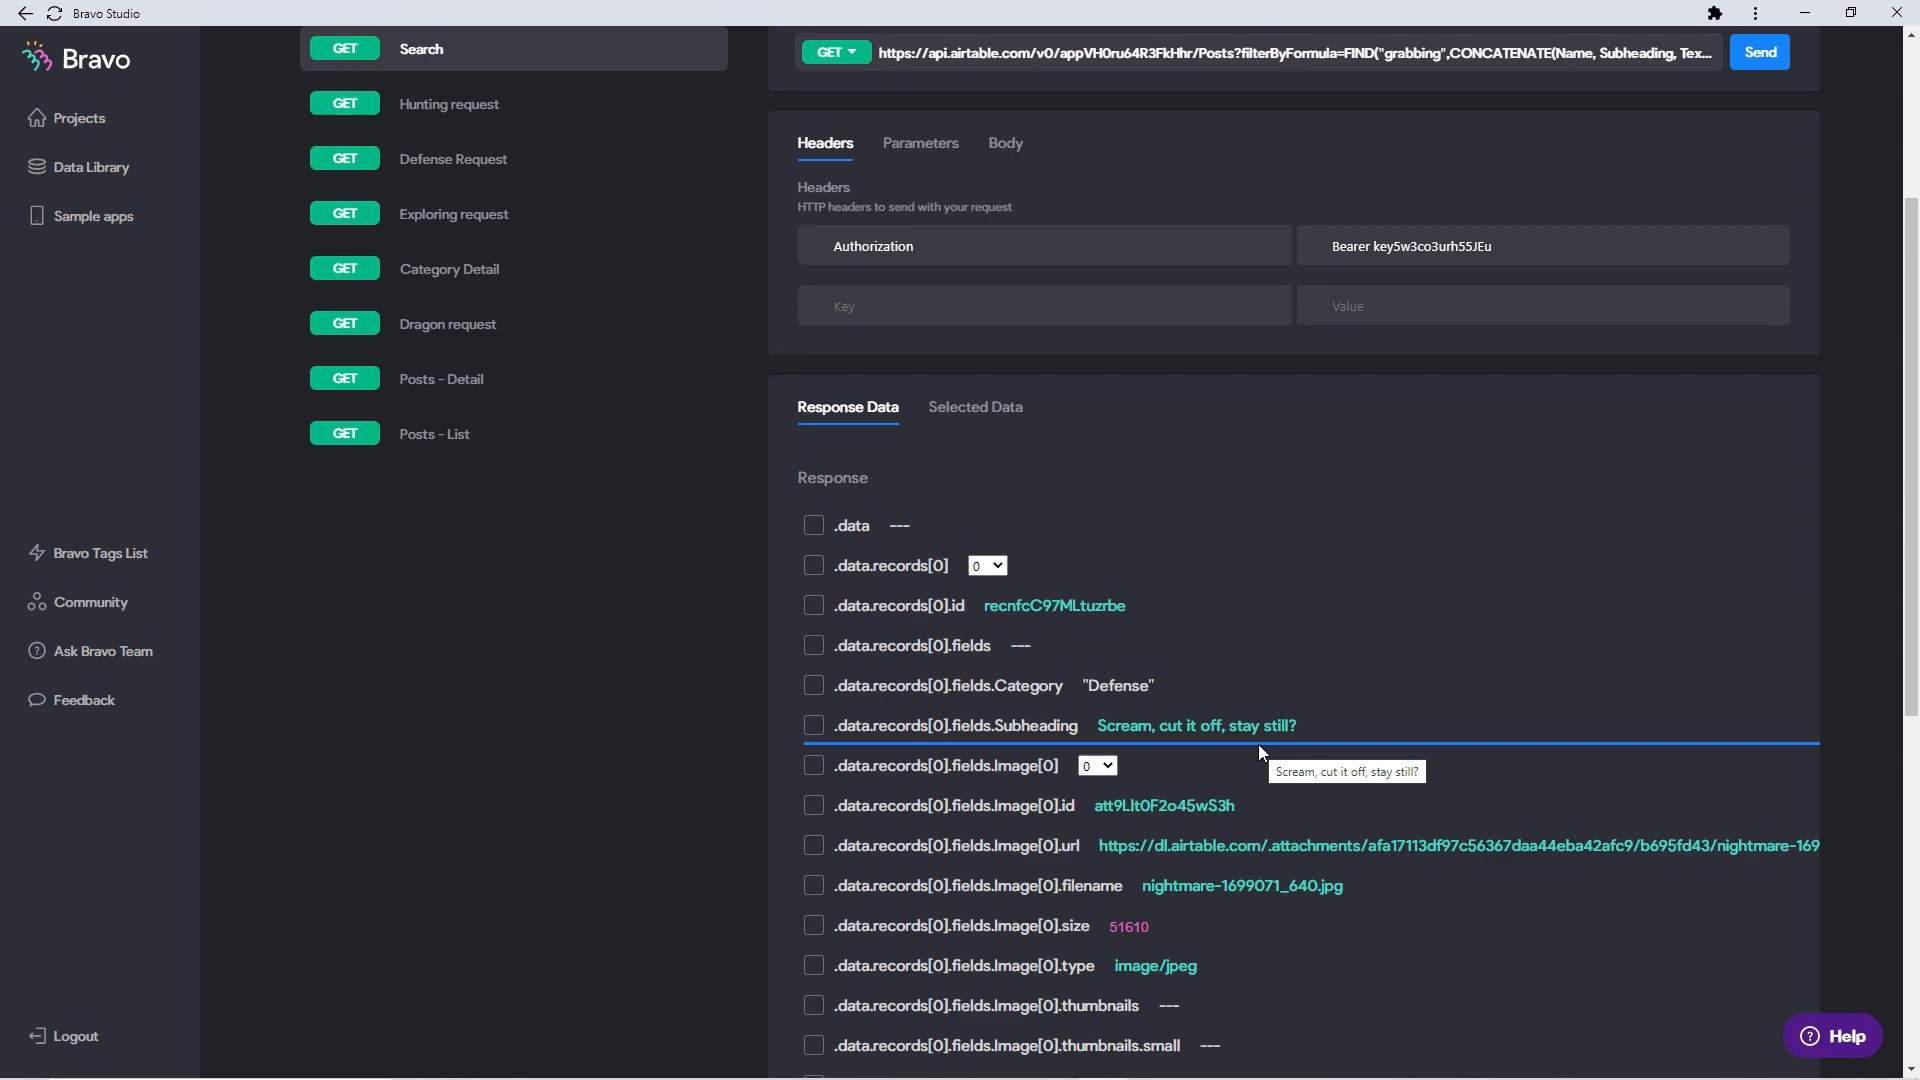 Bravo Studio
Bravo
Projects
Data Library
Sample apps
Bravo Tags List
Community
Ask Bravo Team
Feedback
Logout
GET Search
GET Hunting request
GET Defense Request
GET Exploring request
GET Category Detail
GET Dragon request
GET Posts - Detail
GET Posts - List
GET https://api.airtable.com/v0/appVH0ru64R3FkHhr/Posts?filterByFormula=FIND("grabbing",CONCATENATE(Name, Subheading, Tex... Send
Headers Parameters Body
Headers
HTTP headers to send with your request
Authorization Bearer key5w3co3urh55JEu
Key Value
Response Data Selected Data
Response
.data ---
.data.records[0] 0
.data.records[0].id recnfcC97MLtuzrbe
.data.records[0].fields ---
.data.records[0].fields.Category "Defense"
.data.records[0].fields.Subheading Scream, cut it off, stay still?
.data.records[0].fields.Image[0] 0
Scream, cut it off, stay still?
.data.records[0].fields.Image[0].id att9LIt0F2o45wS3h
.data.records[0].fields.Image[0].url https://dl.airtable.com/.attachments/afa17113df97c56367daa44eba42afc9/b695fd43/nightmare-169
.data.records[0].fields.Image[0].filename nightmare-1699071_640.jpg
.data.records[0].fields.Image[0].size 51610
.data.records[0].fields.Image[0].type image/jpeg
.data.records[0].fields.Image[0].thumbnails ---
.data.records[0].fields.Image[0].thumbnails.small ---
Help